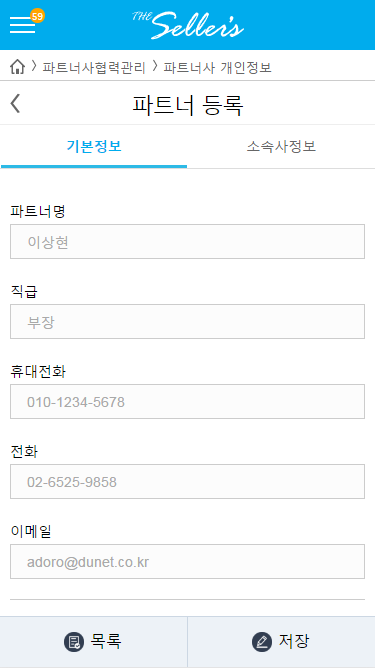 59
THE Seller's
파트너사협력관리 파트너사 개인정보
파트너 등록
기본정보 소속사정보
파트너명
이상현
직급
부장
휴대전화
010-1234-5678
전화
02-6525-9858
이메일
adoro@dunet.co.kr
목록 저장